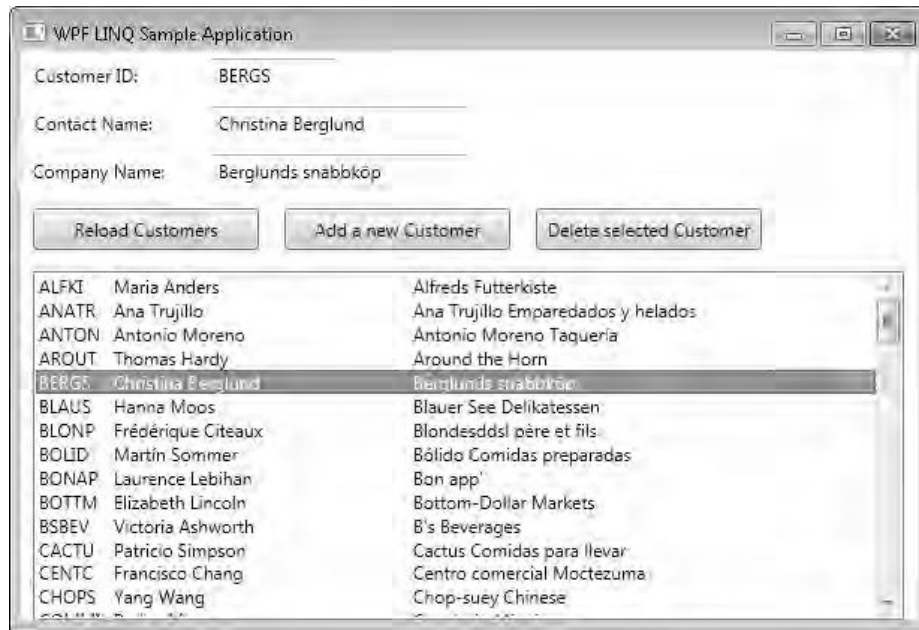 WPF LINQ Sample Application
Customer ID: BERGS
Contact Name: Christina Berglund
Company Name: Berglunds snabbköp
Reload Customers Add a new Customer Delete selected Customer
ALFKI Maria Anders Alfreds Futterkiste
ANATR Ana Trujillo Ana Trujillo Emparedados y helados
ANTON Antonio Moreno Antonio Moreno Taquería
AROUT Thomas Hardy Around the Horn
BERGS Christina Berglund Berglunds snabbköp
BLAUS Hanna Moos Blauer See Delikatessen
BLONP Frédérique Citeaux Blondesddsl père et fils
BOLID Martín Sommer Bólido Comidas preparadas
BONAP Laurence Lebihan Bon app'
BOTTM Elizabeth Lincoln Bottom-Dollar Markets
BSBEV Victoria Ashworth B's Beverages
CACTU Patricio Simpson Cactus Comidas para llevar
CENTC Francisco Chang Centro comercial Moctezuma
CHOPS Yang Wang Chop-suey Chinese